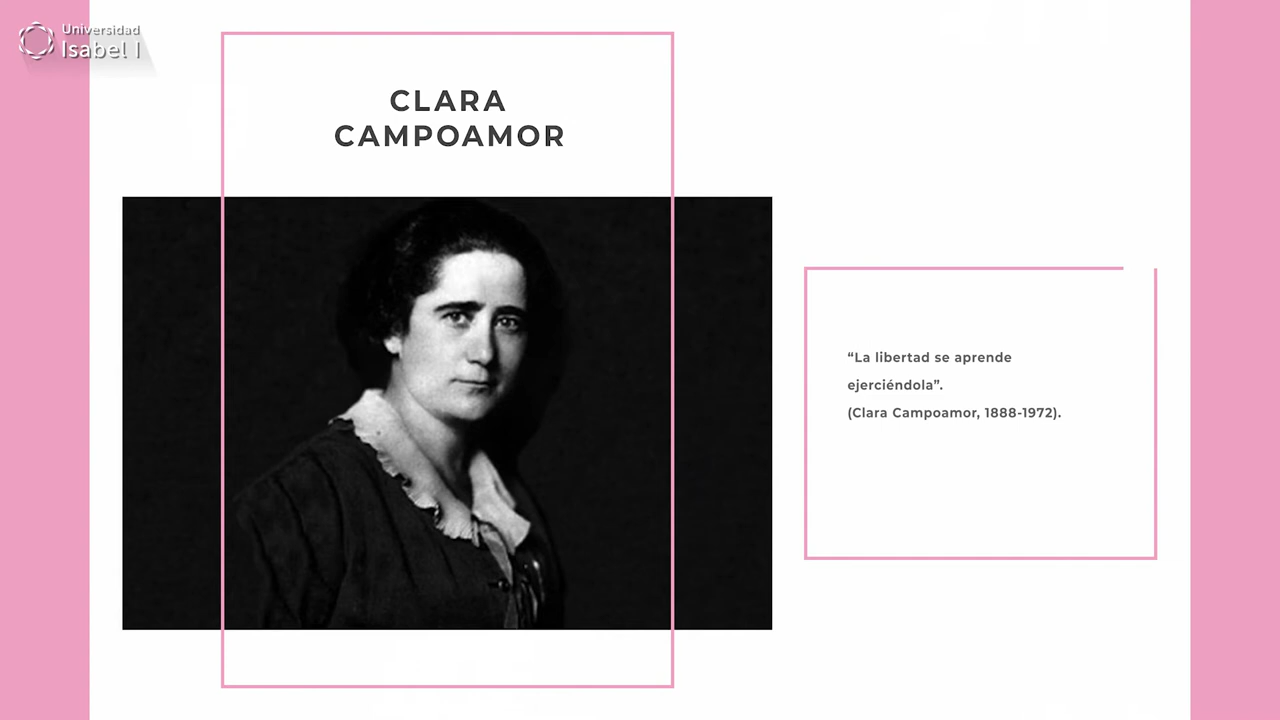 Universidad
Isabel I
CLARA
CAMPOAMOR
“La libertad se aprende
ejerciéndola”.
(Clara Campoamor, 1888-1972).